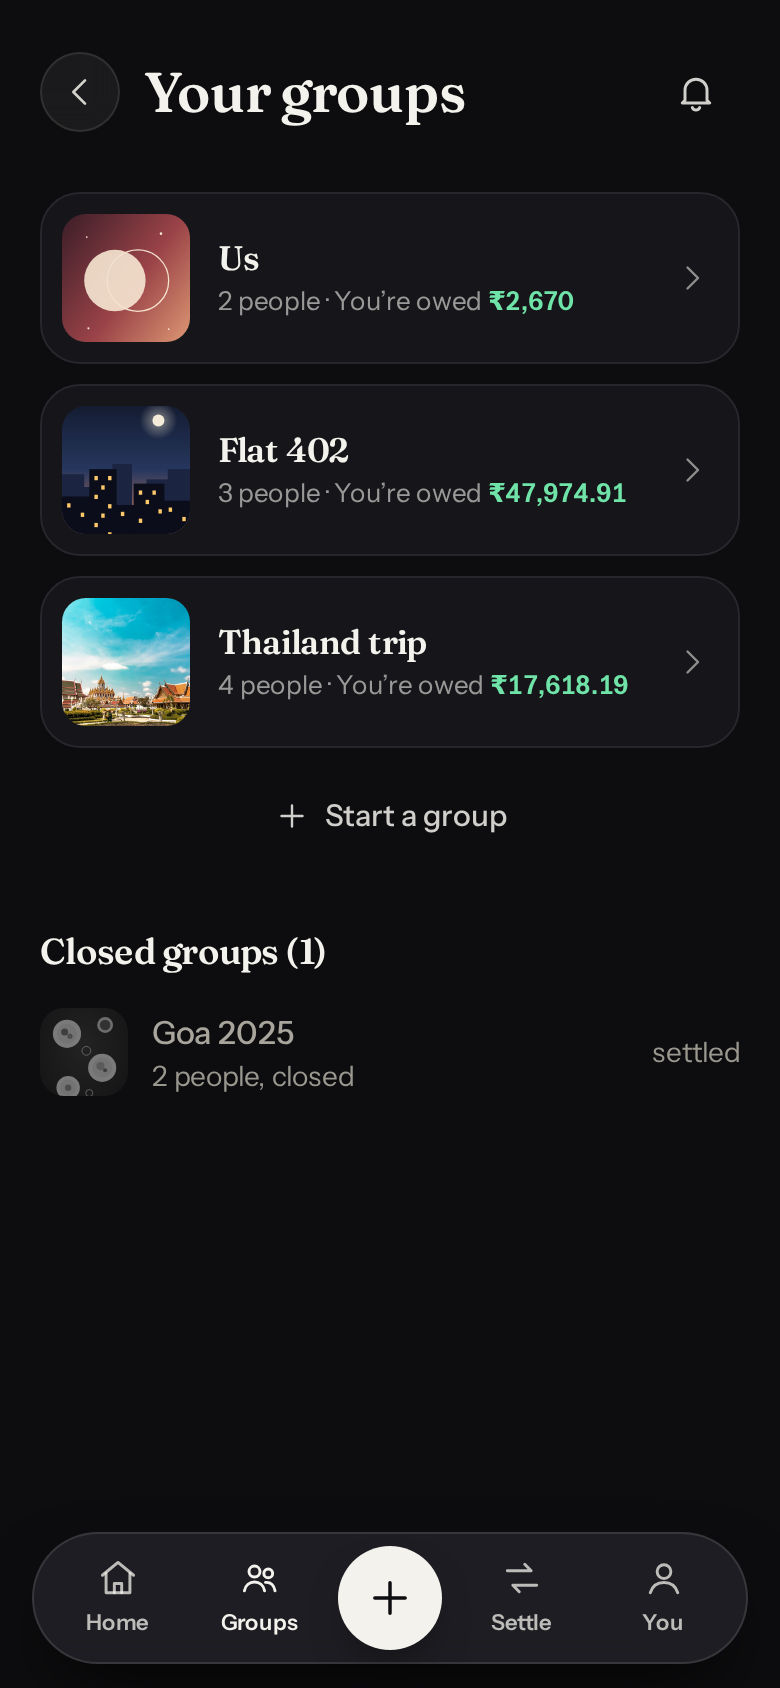 Your groups
Us
2 people · You’re owed ₹2,670
Flat 402
3 people · You’re owed ₹47,974.91
Thailand trip
4 people · You’re owed ₹17,618.19
Start a group
Closed groups (1)
Goa 2025
2 people, closed
settled
Home
Groups
Settle
You